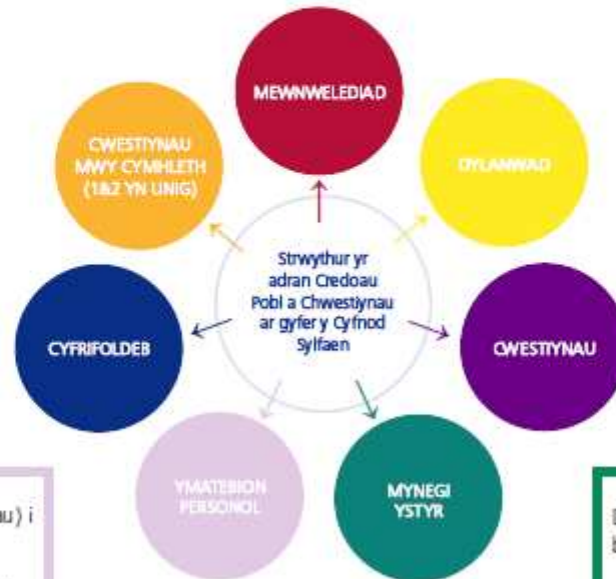 MEWNWELEDIAD
DYLANWAD
CWESTIYNAU
MYNEGI
YSTYR
YMATEBION
PERSONOL
CYFRIFOLDEB
CWESTIYNAU
MWY CYMHLETH
(1&2 YN UNIG)
Strwythur yr
adran Credoau
Pobl a Chwestiynau
ar gyfer y Cyfnod
Sylfaen
i